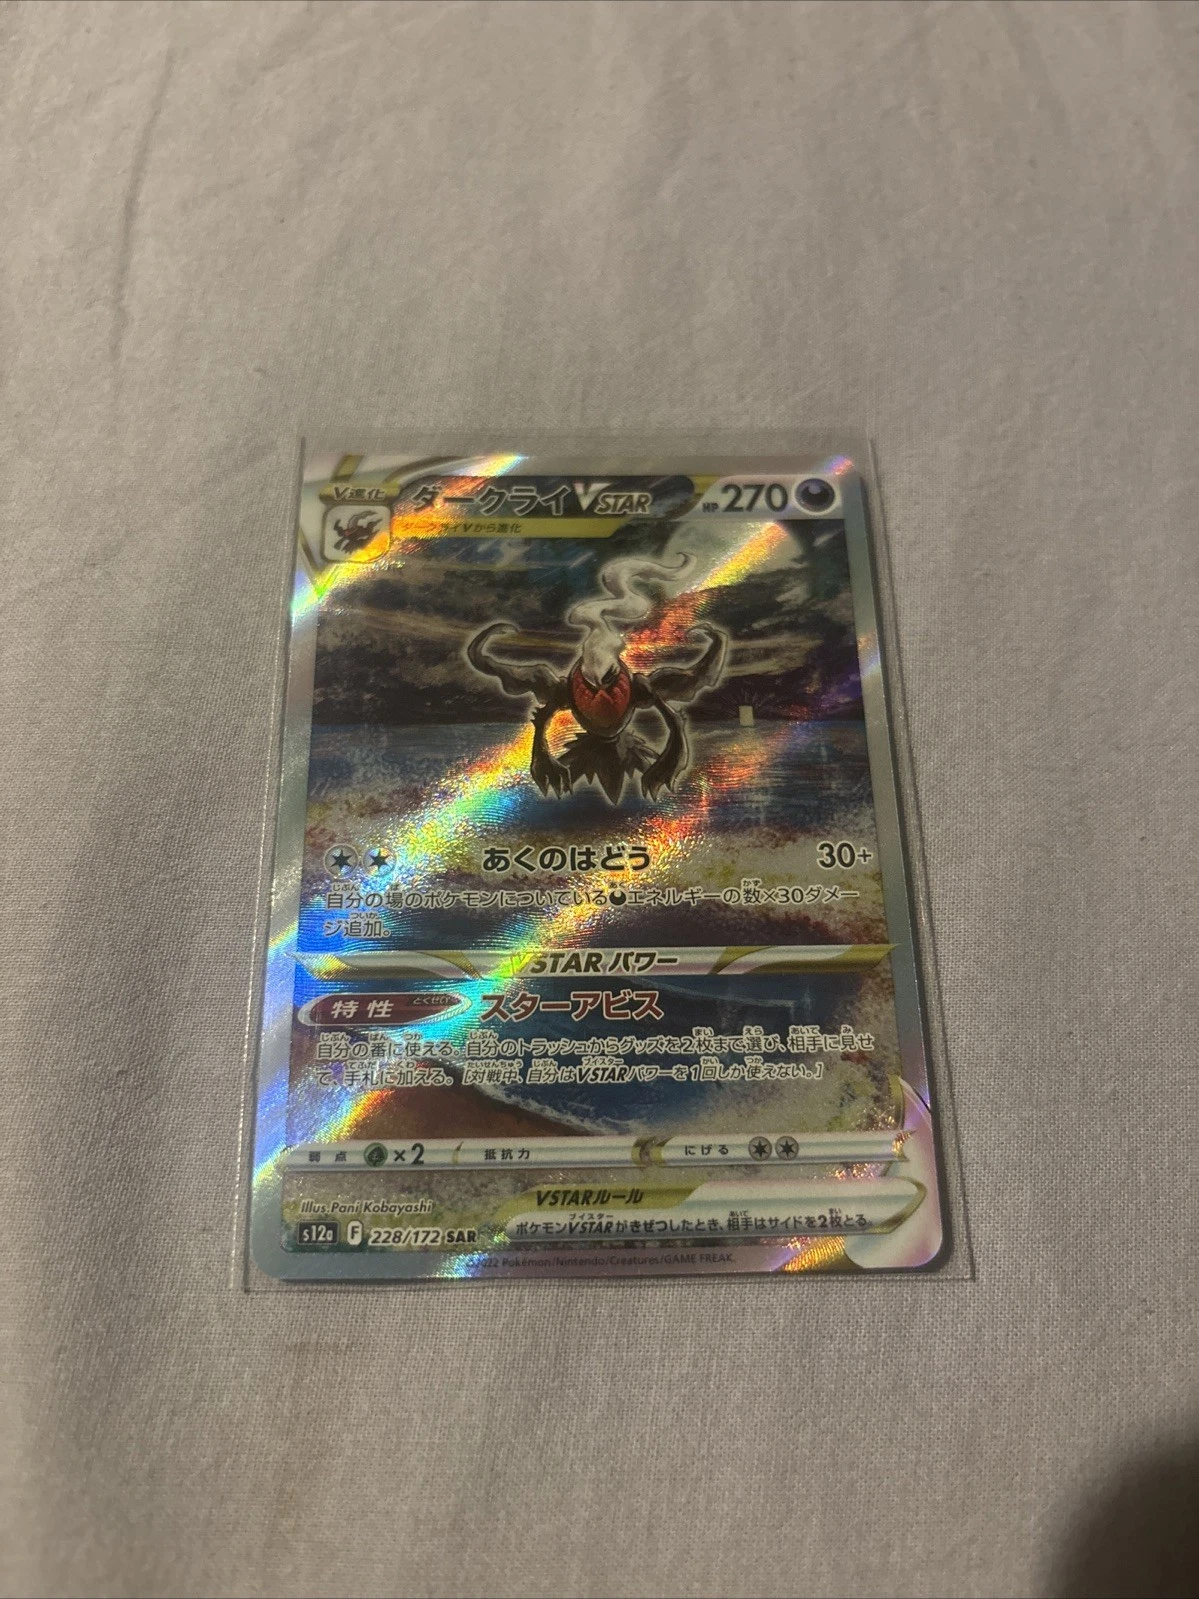 V進化 ダークライVSTAR HP 270
ダークライVから進化
あくのはどう 30+
自分の場のポケモンについているエネルギーの数×30ダメー
ジ追加。
VSTARパワー
特性 とくせい スターアビス
自分の番に使える。自分のトラッシュからグッズを2枚まで選び、相手に見せ
て、手札に加える。[対戦中、自分はVSTARパワーを1回しか使えない。]
弱点 ×2 抵抗力 にげる
Illus. Pani Kobayashi
VSTARルール
s12a F 228/172 SAR
ポケモンVSTARがきぜつしたとき、相手はサイドを2枚とる。
©2022 Pokémon/Nintendo/Creatures/GAME FREAK.